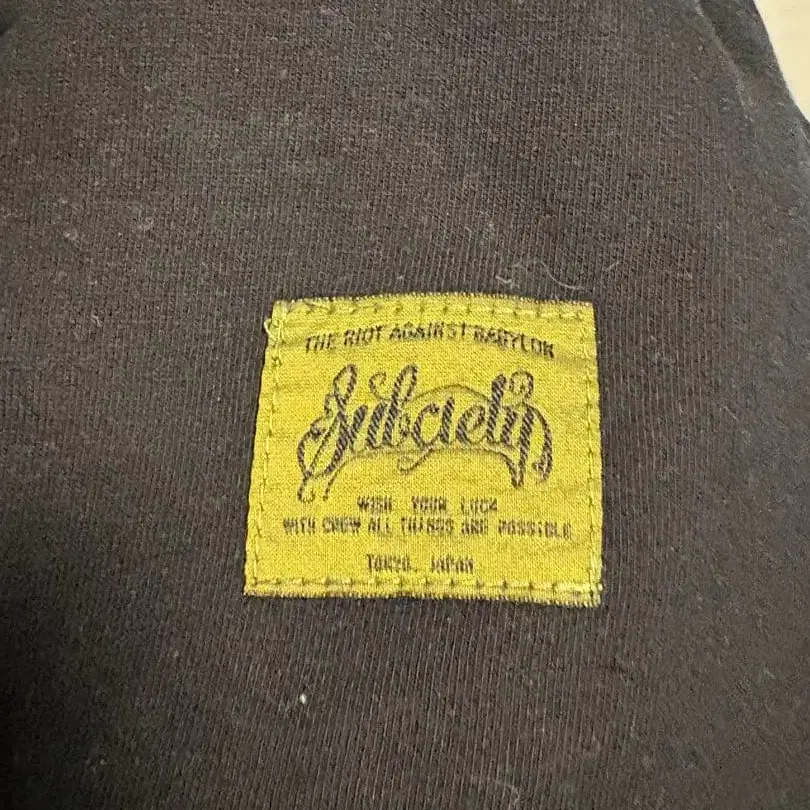 THE RIOT AGAINST BABYLON
Subciety
WISH YOUR LUCK
WITH CREW ALL THINGS ARE POSSIBLE
TOKYO. JAPAN